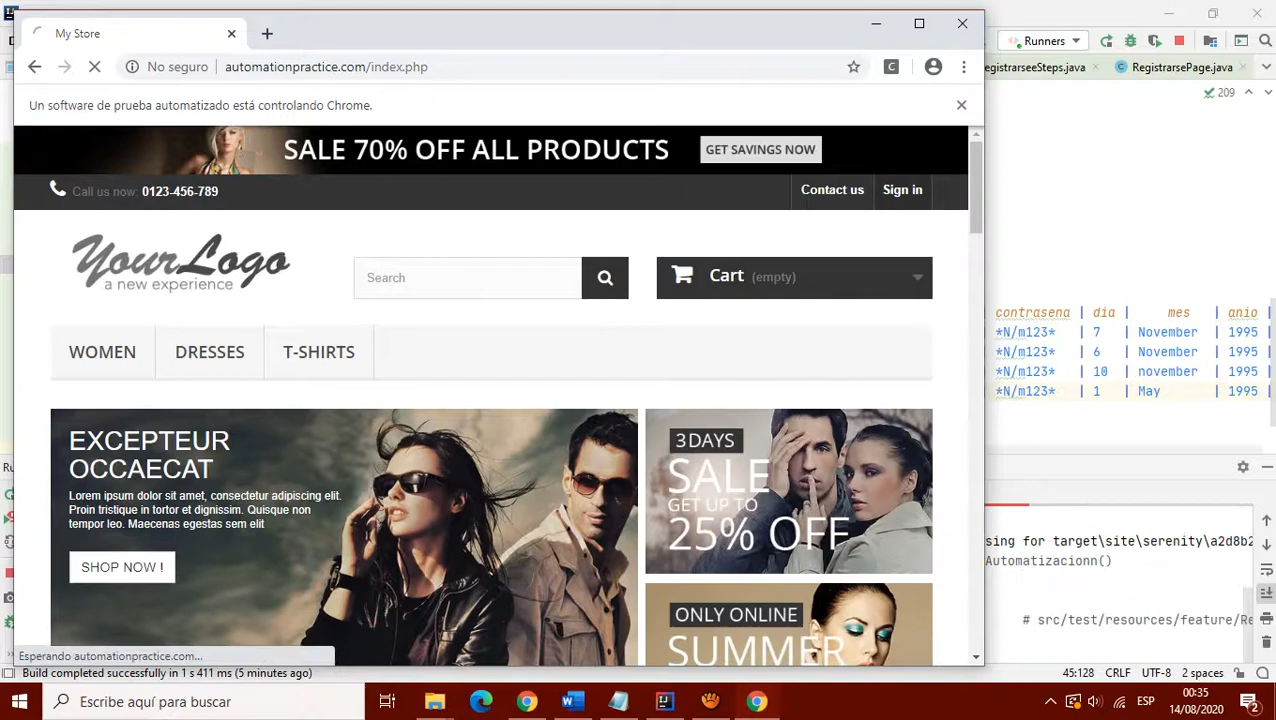 My Store
No seguro automationpractice.com/index.php
Un software de prueba automatizado está controlando Chrome.
SALE 70% OFF ALL PRODUCTS GET SAVINGS NOW
Call us now: 0123-456-789
Contact us Sign in
YourLogo
a new experience
Search
Cart (empty)
WOMEN DRESSES T-SHIRTS
EXCEPTEUR
OCCAECAT
Lorem ipsum dolor sit amet, consectetur adipiscing elit.
Proin tristique in tortor et dignissim. Quisque non
tempor leo. Maecenas egestas sem elit
SHOP NOW !
3 DAYS
SALE
GET UP TO
25% OFF
ONLY ONLINE
SUMMER
Esperando automationpractice.com...
Runners
RegistrarseeSteps.java RegistrarsePage.java
209
contrasena | dia | mes | anio |
*N/m123* | 7 | November | 1995 |
*N/m123* | 6 | November | 1995 |
*N/m123* | 10 | november | 1995 |
*N/m123* | 1 | May | 1995 |
sing for target\site\serenity\a2d8b2
Automatizacionn()
# src/test/resources/feature/Re
Build completed successfully in 1 s 411 ms (5 minutes ago)
45:128 CRLF UTF-8 2 spaces
Escribe aquí para buscar
ESP
00:35
14/08/2020
2